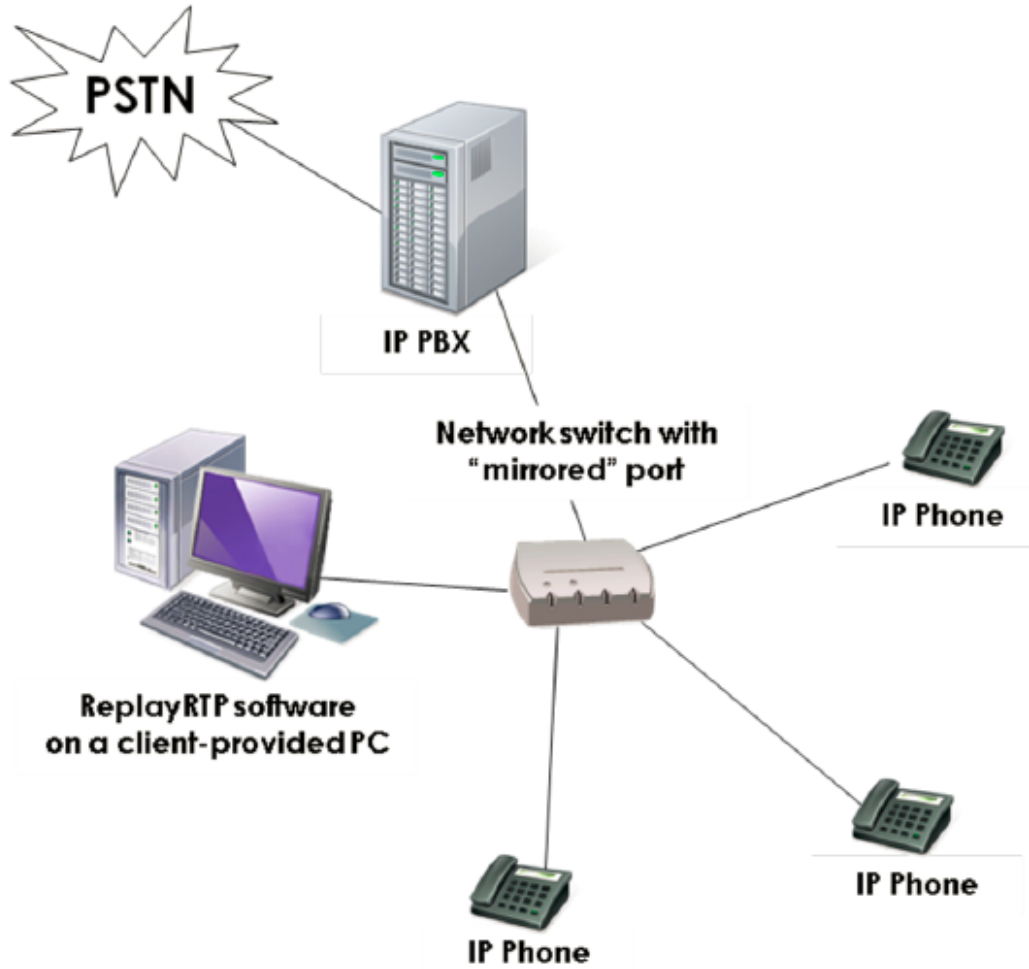 PSTN
IP PBX
Network switch with
“mirrored” port
IP Phone
ReplayRTP software
on a client-provided PC
IP Phone
IP Phone